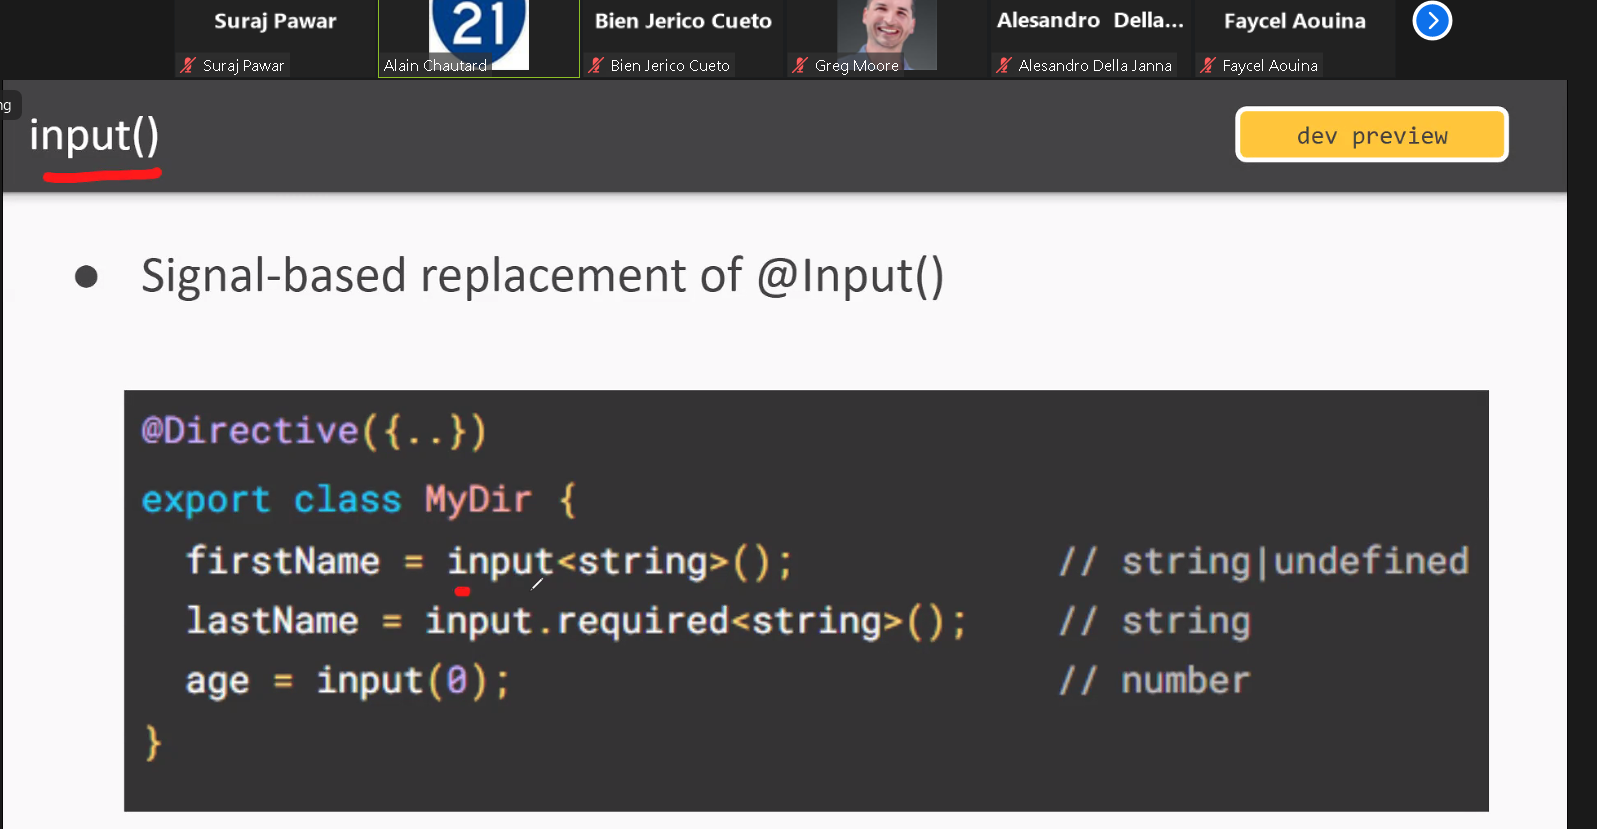 Suraj Pawar
21
Bien Jerico Cueto
Alesandro Della...
Faycel Aouina
Suraj Pawar
Alain Chautard
Bien Jerico Cueto
Greg Moore
Alesandro Della Janna
Faycel Aouina
ng
input()
dev preview
● Signal-based replacement of @Input()
@Directive({..})
export class MyDir {
firstName = input<string>(); // string|undefined
lastName = input.required<string>(); // string
age = input(0); // number
}